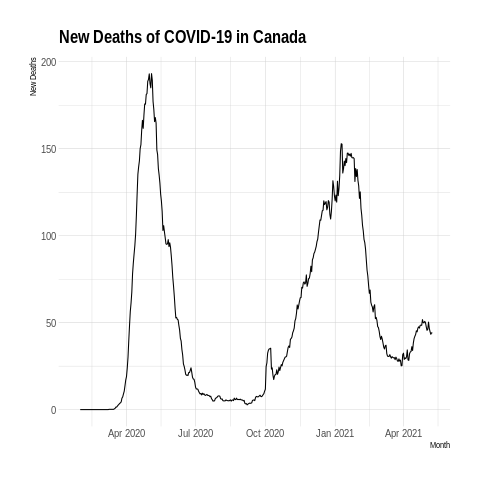 New Deaths of COVID-19 in Canada
New Deaths
200
150
100
50
0
Apr 2020 Jul 2020 Oct 2020 Jan 2021 Apr 2021
Month